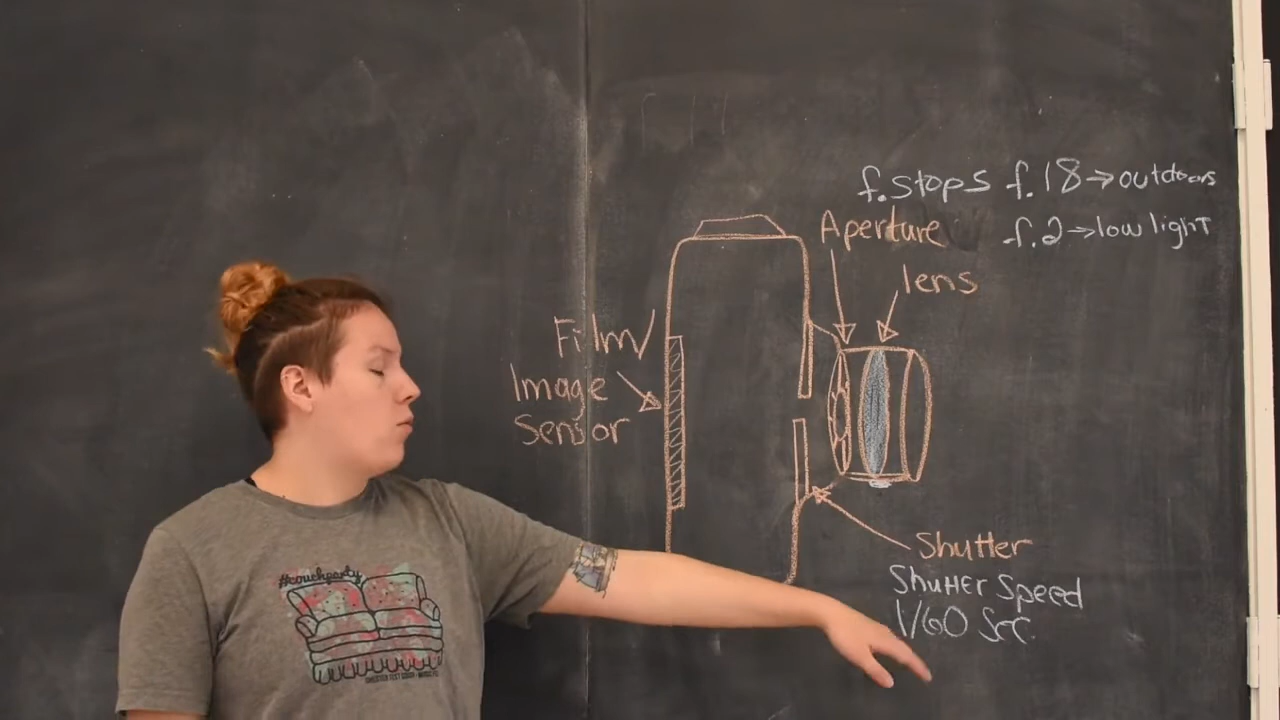 f.stops f.18→outdoors
f.2→low light
Aperture
lens
Film/
Image
Sensor
Shutter
Shutter Speed
1/60 Sec
#couchparty